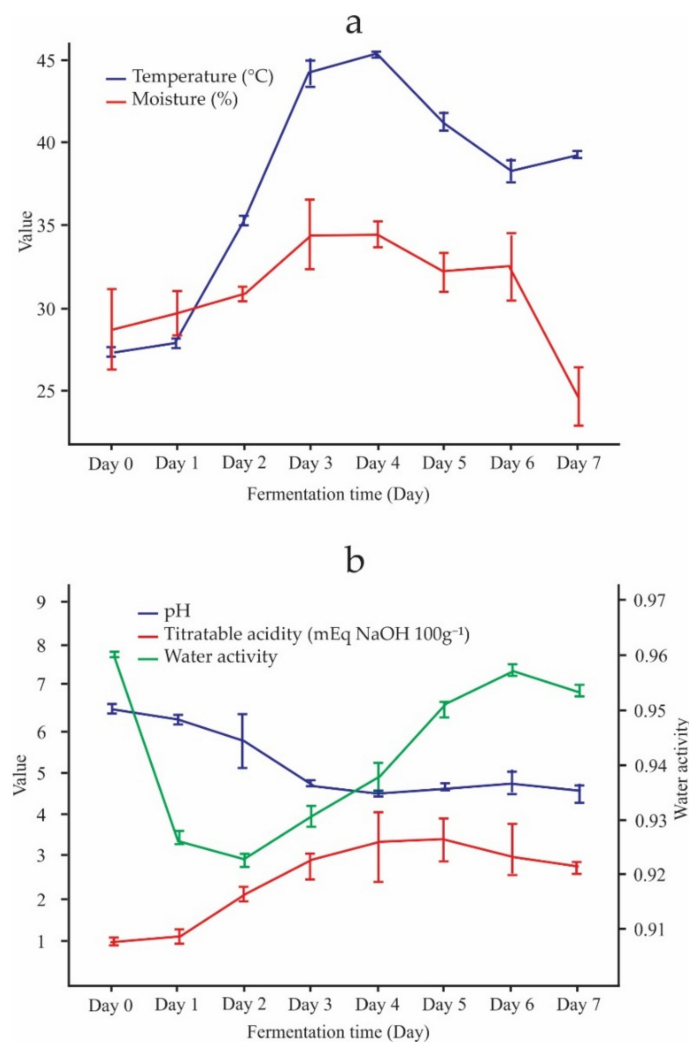 a
45
40
35
30
25
Value
Temperature (°C)
Moisture (%)
Day 0 Day 1 Day 2 Day 3 Day 4 Day 5 Day 6 Day 7
Fermentation time (Day)
b
9
8
7
6
5
4
3
2
1
Value
pH
Titratable acidity (mEq NaOH 100g⁻¹)
Water activity
0.97
0.96
0.95
0.94
0.93
0.92
0.91
Water activity
Day 0 Day 1 Day 2 Day 3 Day 4 Day 5 Day 6 Day 7
Fermentation time (Day)